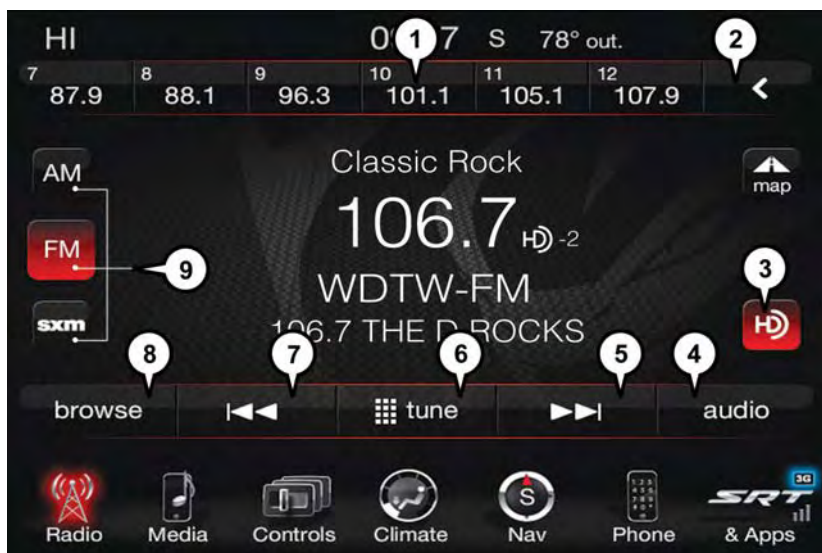 HI S 78° out.
1 2
7 8 9 10 11 12
87.9 88.1 96.3 101.1 105.1 107.9
Classic Rock
AM map
106.7 HD -2
FM
9 3
WDTW-FM
sxm HD
106.7 THE D ROCKS
8 7 6 5 4
browse tune audio
3G
Radio Media Controls Climate Nav Phone SRT & Apps
S